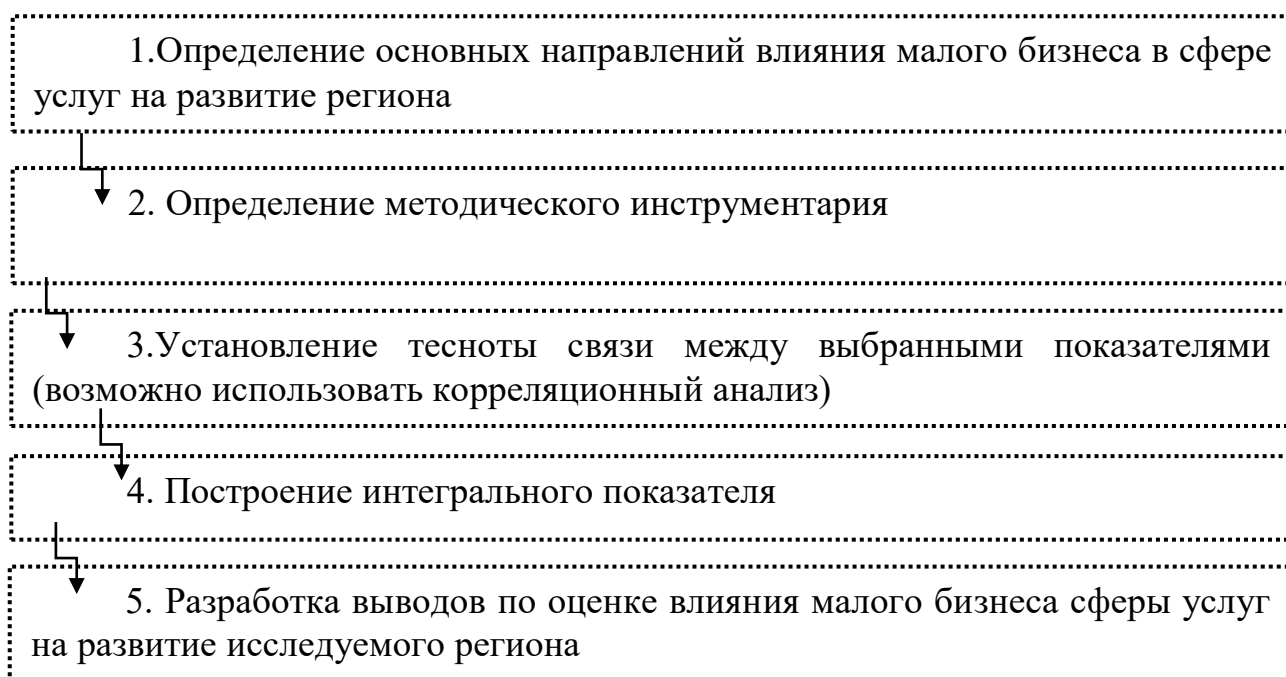 1.Определение основных направлений влияния малого бизнеса в сфере
услуг на развитие региона
2. Определение методического инструментария
3.Установление тесноты связи между выбранными показателями
(возможно использовать корреляционный анализ)
4. Построение интегрального показателя
5. Разработка выводов по оценке влияния малого бизнеса сферы услуг
на развитие исследуемого региона